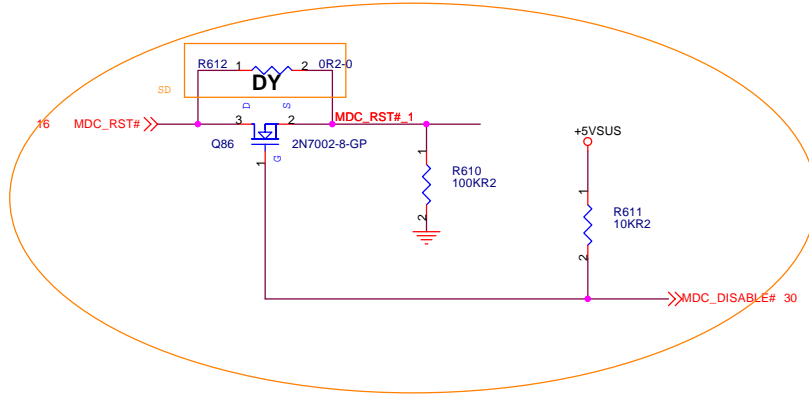 R612 1 2 0R2-0
DY
SD
D S
16 MDC_RST# 3 2 MDC_RST#_1
Q86 2N7002-8-GP
G
1
+5VSUS
1
R610
100KR2
2
1
R611
10KR2
2
MDC_DISABLE# 30